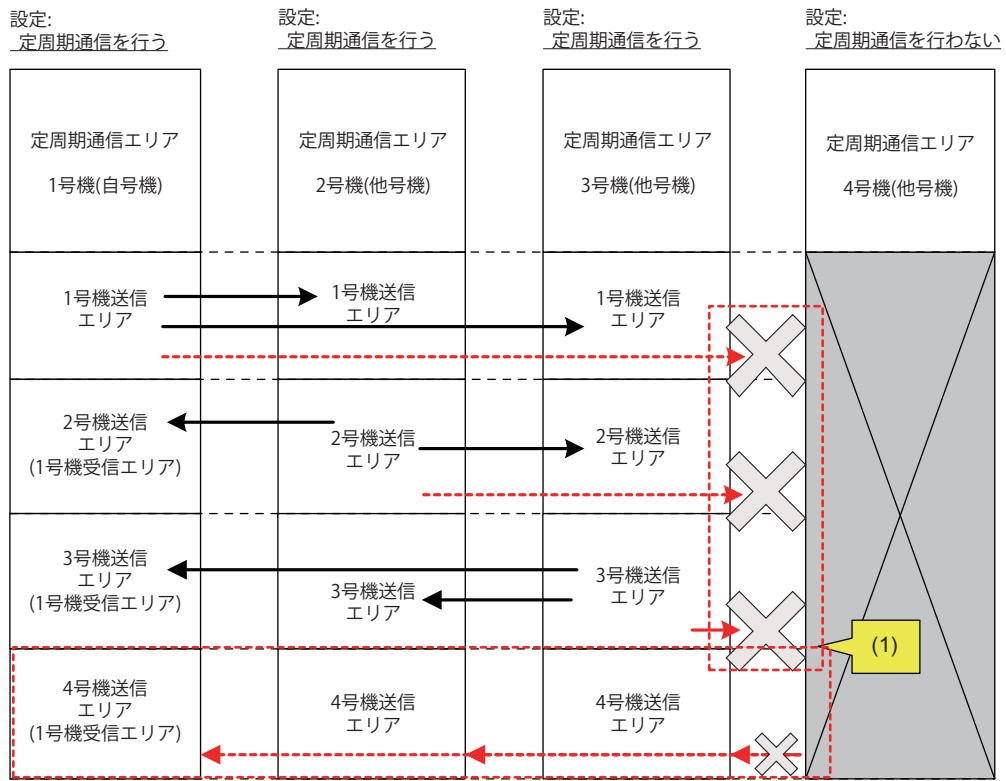 設定:
定周期通信を行う
設定:
定周期通信を行う
設定:
定周期通信を行う
設定:
定周期通信を行わない
定周期通信エリア
1号機(自号機)
定周期通信エリア
2号機(他号機)
定周期通信エリア
3号機(他号機)
定周期通信エリア
4号機(他号機)
1号機送信
エリア
1号機送信
エリア
1号機送信
エリア
2号機送信
エリア
(1号機受信エリア)
2号機送信
エリア
2号機送信
エリア
3号機送信
エリア
(1号機受信エリア)
3号機送信
エリア
3号機送信
エリア
(1)
4号機送信
エリア
(1号機受信エリア)
4号機送信
エリア
4号機送信
エリア